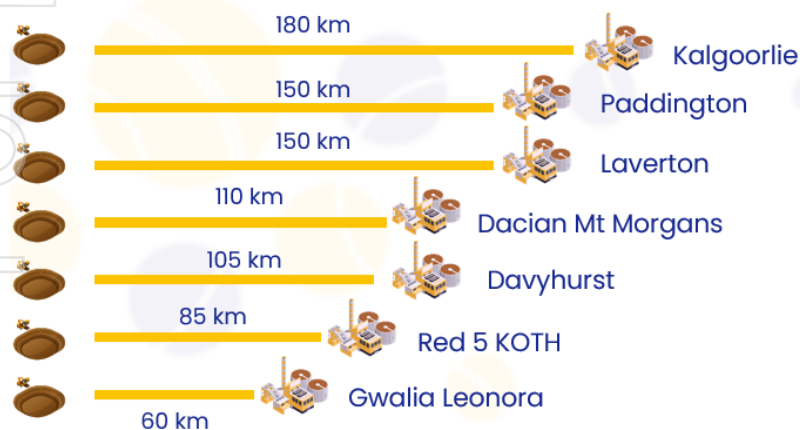 180 km
Kalgoorlie
150 km
Paddington
150 km
Laverton
110 km
Dacian Mt Morgans
105 km
Davyhurst
85 km
Red 5 KOTH
Gwalia Leonora
60 km